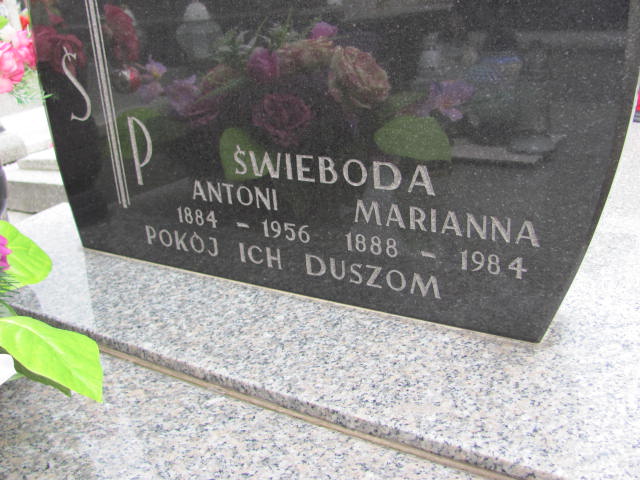 Ś P
ŚWIEBODA
ANTONI MARIANNA
1884 - 1956 1888 - 1984
POKÓJ ICH DUSZOM